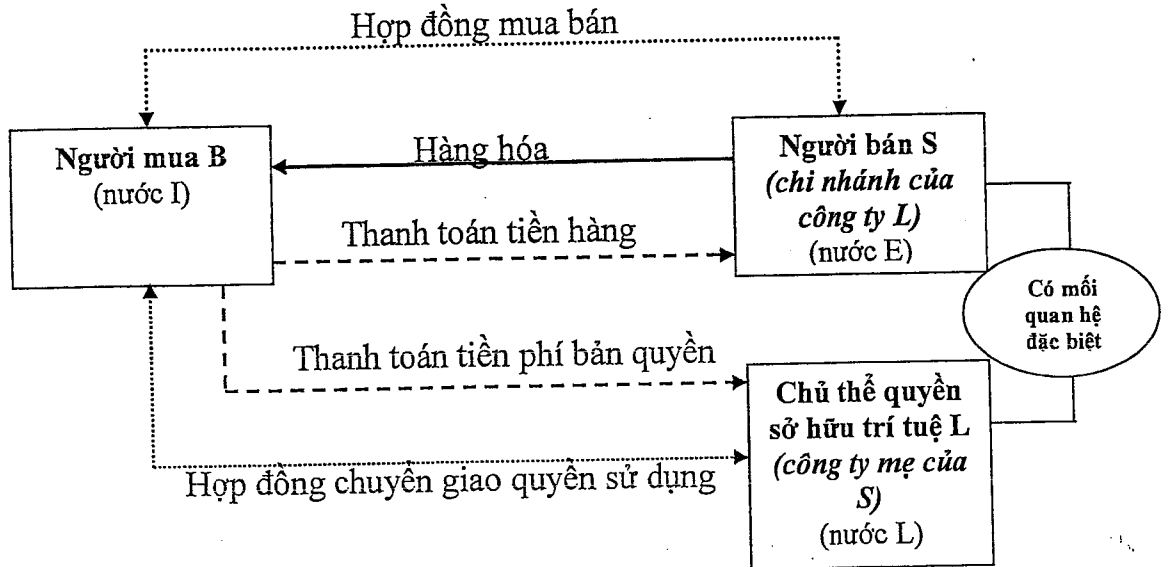 Hợp đồng mua bán
Người mua B
(nước I)
Hàng hóa
Người bán S
(chi nhánh của
công ty L)
(nước E)
Thanh toán tiền hàng
Có mối
quan hệ
đặc biệt
Thanh toán tiền phí bản quyền
Chủ thể quyền
sở hữu trí tuệ L
(công ty mẹ của
S)
(nước L)
Hợp đồng chuyển giao quyền sử dụng